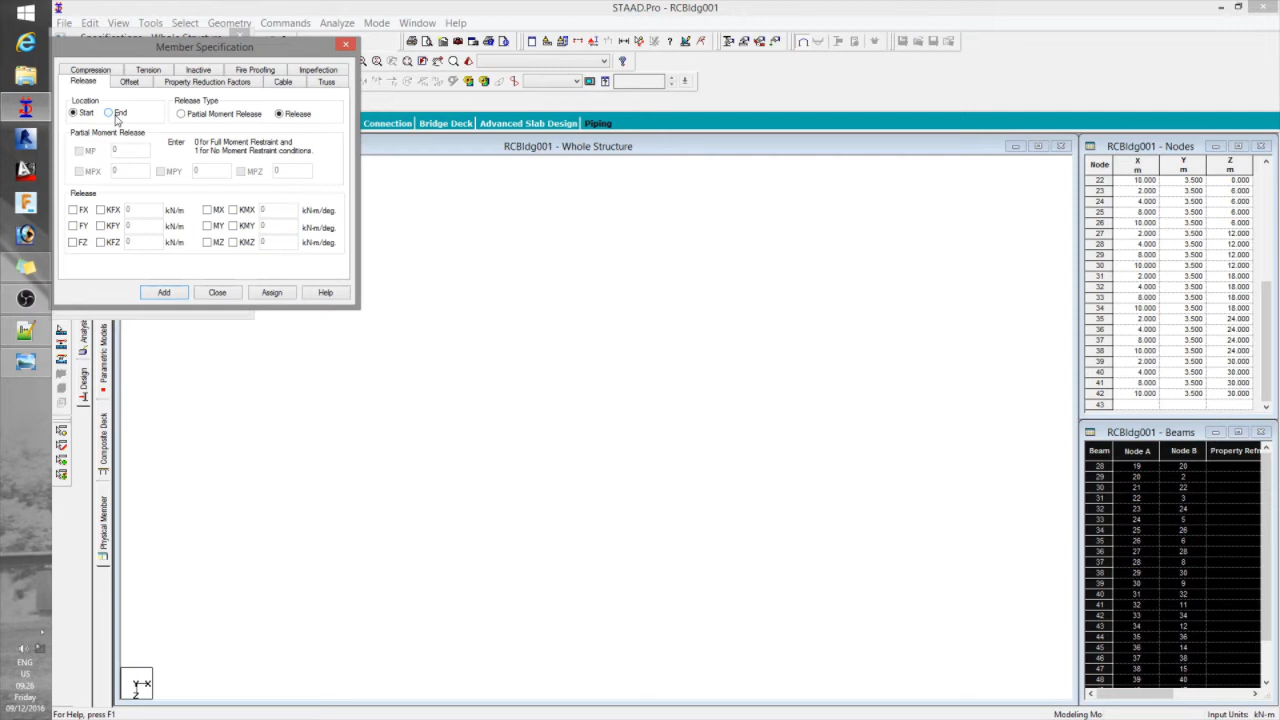 STAAD.Pro - RCBldg001
File Edit View Tools Select Geometry Commands Analyze Mode Window Help
Member Specification
Compression Tension Inactive Fire Proofing Imperfection
Release Offset Property Reduction Factors Cable Truss
Location
Start End
Release Type
Partial Moment Release Release
Partial Moment Release
Enter 0 for Full Moment Restraint and
1 for No Moment Restraint conditions.
MP 0
MPX 0 MPY 0 MPZ 0
Release
FX KFX 0 kN/m MX KMX 0 kN-m/deg.
FY KFY 0 kN/m MY KMY 0 kN-m/deg.
FZ KFZ 0 kN/m MZ KMZ 0 kN-m/deg.
Add Close Assign Help
Connection Bridge Deck Advanced Slab Design Piping
RCBldg001 - Whole Structure
Design
Parametric Models
Composite Deck
Physical Member
Y X
Z
RCBldg001 - Nodes
Node X m Y m Z m
22 10.000 3.500 0.000
23 2.000 3.500 6.000
24 4.000 3.500 6.000
25 8.000 3.500 6.000
26 10.000 3.500 6.000
27 2.000 3.500 12.000
28 4.000 3.500 12.000
29 8.000 3.500 12.000
30 10.000 3.500 12.000
31 2.000 3.500 18.000
32 4.000 3.500 18.000
33 8.000 3.500 18.000
34 10.000 3.500 18.000
35 2.000 3.500 24.000
36 4.000 3.500 24.000
37 8.000 3.500 24.000
38 10.000 3.500 24.000
39 2.000 3.500 30.000
40 4.000 3.500 30.000
41 8.000 3.500 30.000
42 10.000 3.500 30.000
43
RCBldg001 - Beams
Beam Node A Node B Property Refn
28 19 20
29 20 2
30 21 22
31 22 3
32 23 24
33 24 5
34 25 26
35 26 6
36 27 28
37 28 8
38 29 30
39 30 9
40 31 32
41 32 11
42 33 34
43 34 12
44 35 36
45 36 14
46 37 38
47 38 15
48 39 40
ENG
US
09:26
Friday
09/12/2016
For Help, press F1
Modeling Mo
Input Units: kN-m